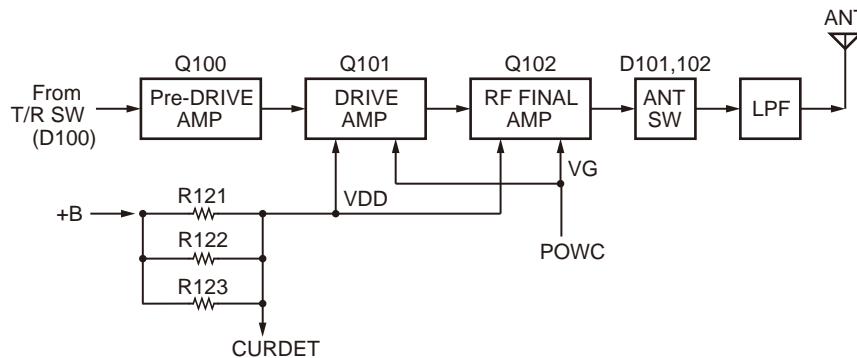 ANT
Q100
Q101
Q102
D101,102
From
T/R SW
(D100)
Pre-DRIVE
AMP
DRIVE
AMP
RF FINAL
AMP
ANT
SW
LPF
VG
+B
R121
VDD
R122
POWC
R123
CURDET